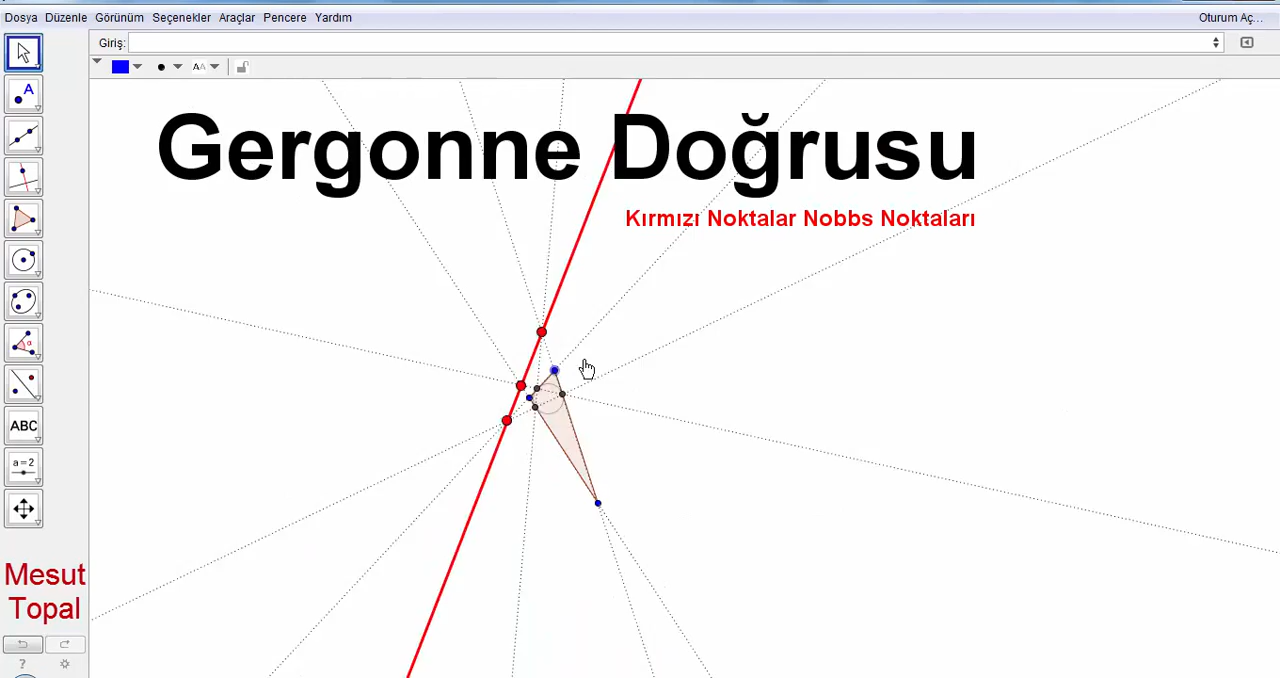 Dosya Düzenle Görünüm Seçenekler Araçlar Pencere Yardım Oturum Aç...
Giriş:
AA
A
Gergonne Doğrusu
Kırmızı Noktalar Nobbs Noktaları
α
ABC
a=2
Mesut
Topal
?